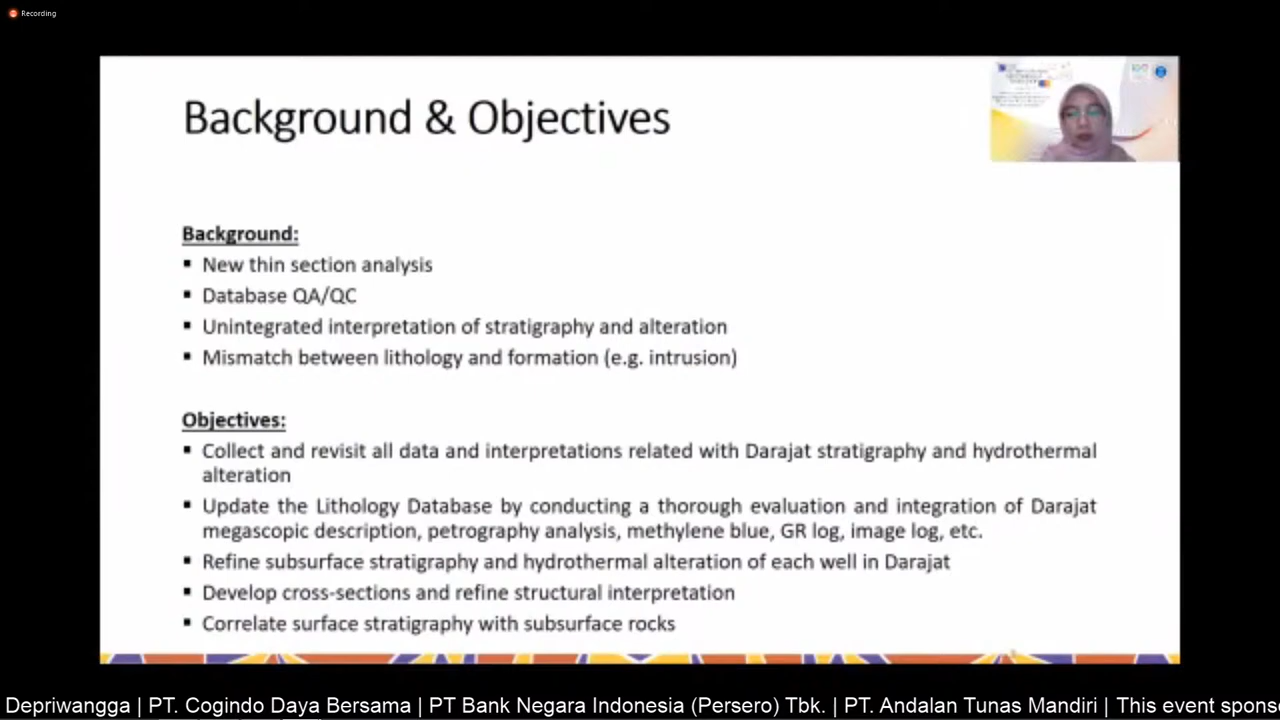 Recording
Background & Objectives
Background:
▪ New thin section analysis
▪ Database QA/QC
▪ Unintegrated interpretation of stratigraphy and alteration
▪ Mismatch between lithology and formation (e.g. intrusion)
Objectives:
▪ Collect and revisit all data and interpretations related with Darajat stratigraphy and hydrothermal
alteration
▪ Update the Lithology Database by conducting a thorough evaluation and integration of Darajat
megascopic description, petrography analysis, methylene blue, GR log, image log, etc.
▪ Refine subsurface stratigraphy and hydrothermal alteration of each well in Darajat
▪ Develop cross-sections and refine structural interpretation
▪ Correlate surface stratigraphy with subsurface rocks
Depriwangga | PT. Cogindo Daya Bersama | PT Bank Negara Indonesia (Persero) Tbk. | PT. Andalan Tunas Mandiri | This event spons